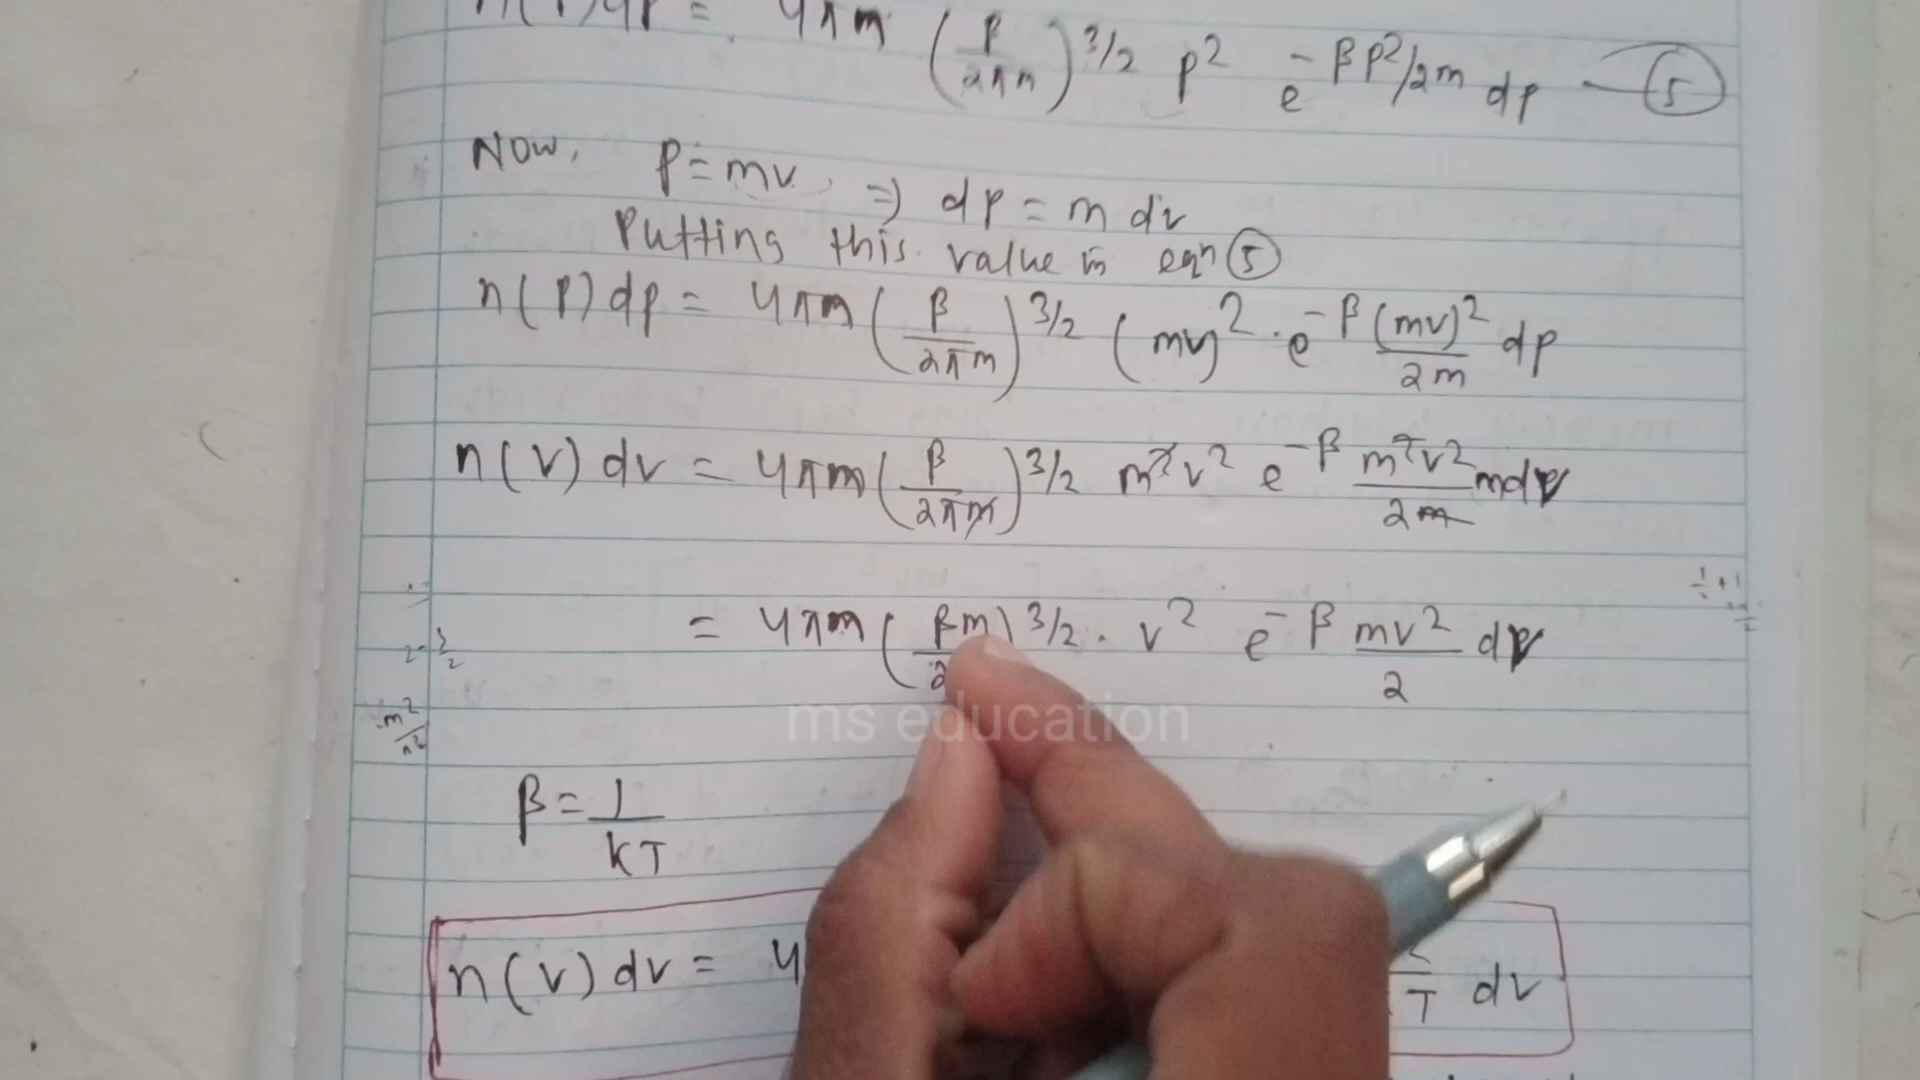 n(p)dp = 4πm (β/2πm)^3/2 p² e^-βp²/2m dp — ⑤
Now, p = mv ⇒ dp = m dv
Putting this value in eqn ⑤
n(p)dp = 4πm (β/2πm)^3/2 (mv)² · e^-β (mv)²/2m dp
n(v) dv = 4πm (β/2πm)^3/2 m²v² e^-β m²v²/2m mdv
= 4πm (βm/2)^3/2 · v² e^-β mv²/2 dv
ms education
β = 1/KT
n(v) dv = 4 T dv